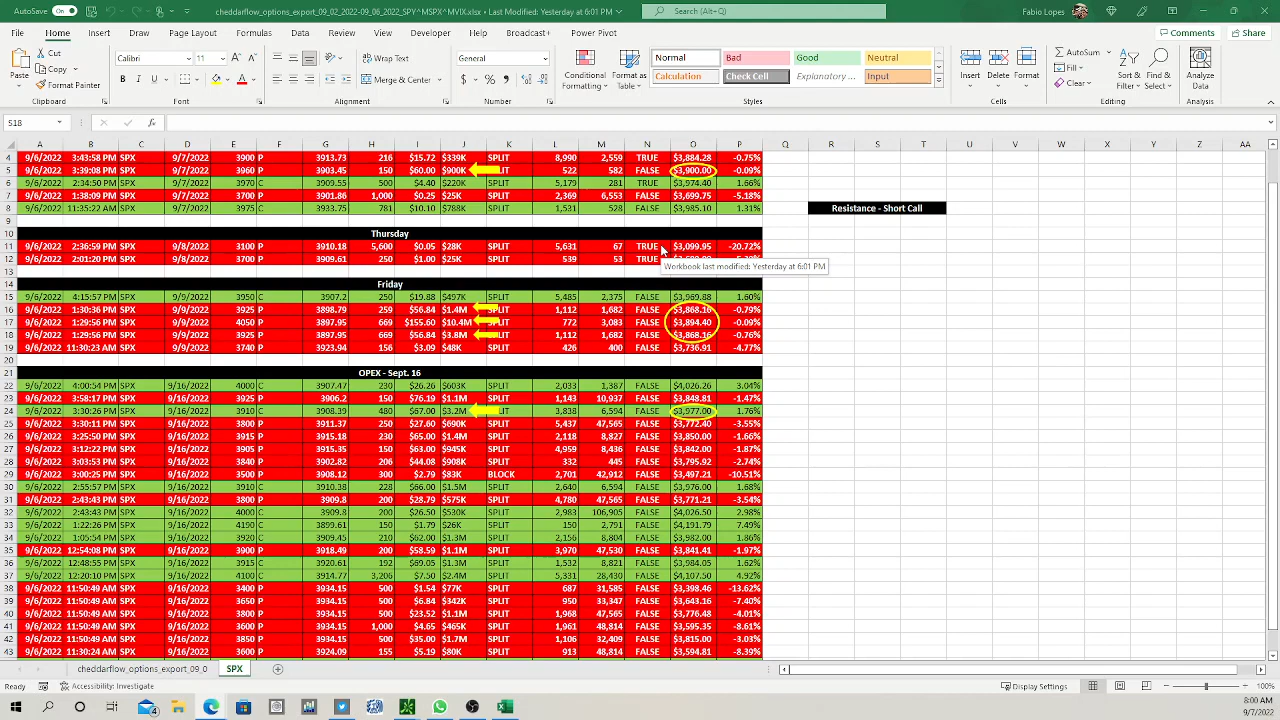 AutoSave On cheddarflow_options_export_09_02_2022-09_06_2022_SPY^MSPX^MVIX.xlsx • Last Modified: Yesterday at 6:01 PM Search (Alt+Q) Fabio Lopes
File Home Insert Draw Page Layout Formulas Data Review View Developer Help Broadcast+ Power Pivot Comments Share
Cut Copy Format Painter Paste Clipboard
Calibri 11 B I U Font
Merge & Center Alignment
General $ % Number
Conditional Formatting Format as Table
Normal Bad Good Neutral
Calculation Check Cell Explanatory ... Input
Styles
Insert Delete Format Cells
AutoSum Fill Clear Sort & Filter Find & Select Editing
Analyze Data Analysis
S18 fx
A B C D E F G H I J K L M N O P Q R S T U V W X Y Z AA
4 9/6/2022 3:43:58 PM SPX 9/7/2022 3900 P 3913.73 216 $15.72 $339K SPLIT 8,990 2,559 TRUE $3,884.28 -0.75%
5 9/6/2022 3:39:08 PM SPX 9/7/2022 3960 P 3903.45 150 $60.00 $900K LIT 522 582 FALSE $3,900.00 -0.09%
7 9/6/2022 2:34:50 PM SPX 9/7/2022 3970 C 3909.55 500 $4.40 $220K SPLIT 5,179 281 TRUE $3,974.40 1.66%
7 9/6/2022 1:38:09 PM SPX 9/7/2022 3700 P 3901.86 1,000 $0.25 $25K SPLIT 2,369 6,553 FALSE $3,699.75 -5.18%
8 9/6/2022 11:35:22 AM SPX 9/7/2022 3975 C 3933.75 781 $10.10 $788K SPLIT 1,531 528 FALSE $3,985.10 1.31% Resistance - Short Call
9
10 Thursday
11 9/6/2022 2:36:59 PM SPX 9/8/2022 3100 P 3910.18 5,600 $0.05 $28K SPLIT 5,631 67 TRUE $3,099.95 -20.72%
12 9/6/2022 2:01:20 PM SPX 9/8/2022 3700 P 3909.61 250 $1.00 $25K SPLIT 539 53 TRUE
Workbook last modified: Yesterday at 6:01 PM
13
14 Friday
15 9/6/2022 4:15:57 PM SPX 9/9/2022 3950 C 3907.2 250 $19.88 $497K SPLIT 5,485 2,375 FALSE $3,969.88 1.60%
16 9/6/2022 1:30:36 PM SPX 9/9/2022 3925 P 3898.79 259 $56.84 $1.4M SPLIT 1,112 1,682 FALSE $3,868.16 -0.79%
17 9/6/2022 1:29:56 PM SPX 9/9/2022 4050 P 3897.95 669 $155.60 $10.4M SPLIT 772 3,083 FALSE $3,894.40 -0.09%
18 9/6/2022 1:29:56 PM SPX 9/9/2022 3925 P 3897.95 669 $56.84 $3.8M SPLIT 1,112 1,682 FALSE $3,868.16 -0.76%
19 9/6/2022 11:30:23 AM SPX 9/9/2022 3740 P 3923.94 156 $3.09 $48K SPLIT 426 400 FALSE $3,736.91 -4.77%
20
21 OPEX - Sept. 16
22 9/6/2022 4:00:54 PM SPX 9/16/2022 4000 C 3907.47 230 $26.26 $603K SPLIT 2,033 1,387 FALSE $4,026.26 3.04%
23 9/6/2022 3:58:17 PM SPX 9/16/2022 3925 P 3906.2 150 $76.19 $1.1M SPLIT 1,143 10,937 FALSE $3,848.81 -1.47%
24 9/6/2022 3:30:26 PM SPX 9/16/2022 3910 C 3908.39 480 $67.00 $3.2M LIT 3,838 6,594 FALSE $3,977.00 1.76%
25 9/6/2022 3:30:11 PM SPX 9/16/2022 3800 P 3911.37 250 $27.60 $690K SPLIT 5,437 47,565 FALSE $3,772.40 -3.55%
26 9/6/2022 3:25:50 PM SPX 9/16/2022 3915 P 3915.18 230 $65.00 $1.4M SPLIT 2,118 8,827 FALSE $3,850.00 -1.66%
27 9/6/2022 3:12:22 PM SPX 9/16/2022 3905 P 3915.35 150 $63.00 $945K SPLIT 4,959 8,436 FALSE $3,842.00 -1.87%
28 9/6/2022 3:03:53 PM SPX 9/16/2022 3840 P 3902.82 206 $44.08 $908K SPLIT 332 445 FALSE $3,795.92 -2.74%
29 9/6/2022 3:00:25 PM SPX 9/16/2022 3500 P 3908.12 300 $2.79 $83K BLOCK 2,701 42,912 FALSE $3,497.21 -10.51%
30 9/6/2022 2:55:57 PM SPX 9/16/2022 3910 C 3910.38 228 $66.00 $1.5M SPLIT 2,640 6,594 FALSE $3,976.00 1.68%
31 9/6/2022 2:43:43 PM SPX 9/16/2022 3800 P 3909.8 200 $28.79 $575K SPLIT 4,780 47,565 FALSE $3,771.21 -3.54%
32 9/6/2022 2:43:43 PM SPX 9/16/2022 4000 C 3909.8 200 $26.50 $530K SPLIT 2,983 106,905 FALSE $4,026.50 2.98%
33 9/6/2022 1:22:26 PM SPX 9/16/2022 4190 C 3899.61 150 $1.79 $26K SPLIT 150 2,791 FALSE $4,191.79 7.49%
34 9/6/2022 1:05:54 PM SPX 9/16/2022 3920 C 3909.45 210 $62.00 $1.3M SPLIT 2,156 8,804 FALSE $3,982.00 1.86%
35 9/6/2022 12:54:08 PM SPX 9/16/2022 3900 P 3918.49 200 $58.59 $1.1M SPLIT 3,970 47,530 FALSE $3,841.41 -1.97%
36 9/6/2022 12:48:55 PM SPX 9/16/2022 3915 C 3920.61 192 $69.05 $1.3M SPLIT 1,532 8,821 FALSE $3,984.05 1.62%
37 9/6/2022 12:20:10 PM SPX 9/16/2022 4100 C 3914.77 3,206 $7.50 $2.4M SPLIT 5,331 28,430 FALSE $4,107.50 4.92%
38 9/6/2022 11:50:49 AM SPX 9/16/2022 3400 P 3934.15 500 $1.54 $77K SPLIT 687 31,585 FALSE $3,398.46 -13.62%
39 9/6/2022 11:50:49 AM SPX 9/16/2022 3650 P 3934.15 500 $6.84 $342K SPLIT 950 33,347 FALSE $3,643.16 -7.40%
40 9/6/2022 11:50:49 AM SPX 9/16/2022 3800 P 3934.15 500 $23.52 $1.1M SPLIT 1,968 47,565 FALSE $3,776.48 -4.01%
41 9/6/2022 11:50:49 AM SPX 9/16/2022 3600 P 3934.15 1,000 $4.65 $465K SPLIT 1,961 48,814 FALSE $3,595.35 -8.61%
42 9/6/2022 11:50:49 AM SPX 9/16/2022 3850 P 3934.15 500 $35.00 $1.7M SPLIT 1,106 32,409 FALSE $3,815.00 -3.03%
43 9/6/2022 11:30:24 AM SPX 9/16/2022 3600 P 3924.09 155 $5.19 $80K SPLIT 913 48,814 FALSE $3,594.81 -8.39%
cheddarflow_options_export_09_0 SPX
Ready Accessibility: Investigate Display Settings 100%
4
8:00 AM
9/7/2022